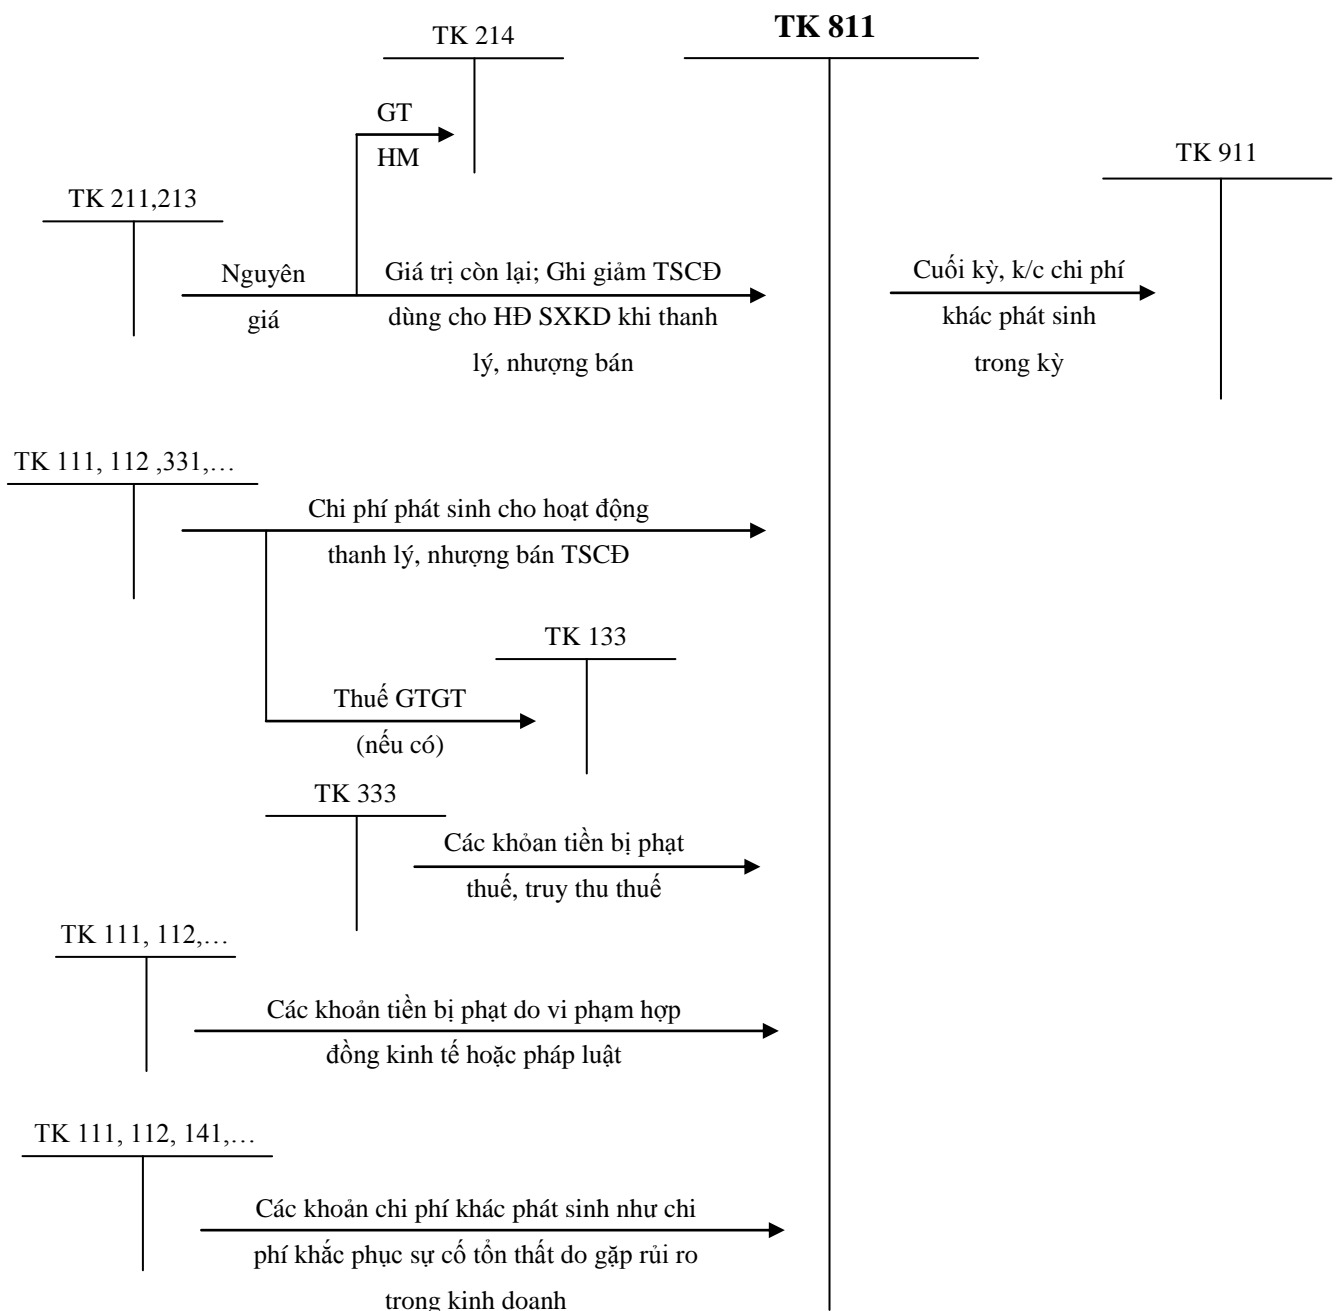 TK 811
TK 214
GT
HM
TK 911
TK 211,213
Nguyên
giá
Giá trị còn lại; Ghi giảm TSCĐ
dùng cho HĐ SXKD khi thanh
lý, nhượng bán
Cuối kỳ, k/c chi phí
khác phát sinh
trong kỳ
TK 111, 112 ,331,…
Chi phí phát sinh cho hoạt động
thanh lý, nhượng bán TSCĐ
TK 133
Thuế GTGT
(nếu có)
TK 333
Các khỏan tiền bị phạt
thuế, truy thu thuế
TK 111, 112,…
Các khoản tiền bị phạt do vi phạm hợp
đồng kinh tế hoặc pháp luật
TK 111, 112, 141,…
Các khoản chi phí khác phát sinh như chi
phí khắc phục sự cố tổn thất do gặp rủi ro
trong kinh doanh